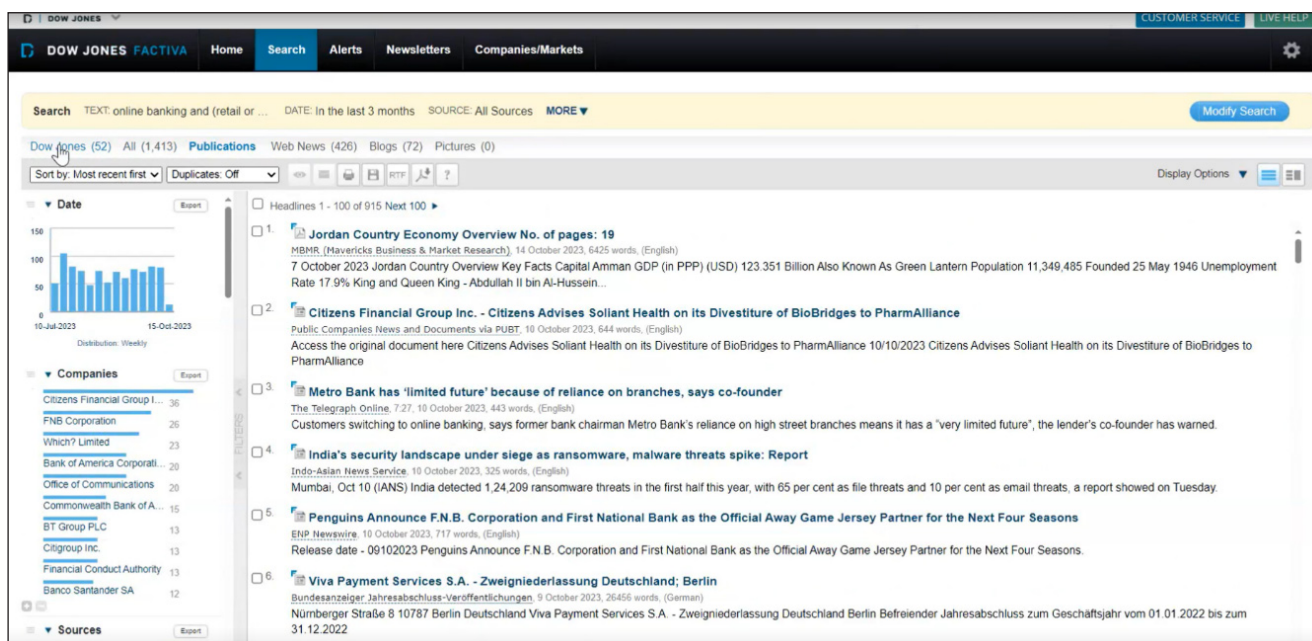 DOW JONES
CUSTOMER SERVICE LIVE HELP
DOW JONES FACTIVA Home Search Alerts Newsletters Companies/Markets
Search TEXT: online banking and (retail or ... DATE: In the last 3 months SOURCE: All Sources MORE Modify Search
Dow Jones (52) All (1,413) Publications Web News (426) Blogs (72) Pictures (0)
Sort by: Most recent first Duplicates: Off RTF ? Display Options
Date Export
150
100
50
0
10-Jul-2023 15-Oct-2023
Distribution: Weekly
Companies Export
Citizens Financial Group I... 36
FNB Corporation 26
Which? Limited 23
Bank of America Corporati... 20
Office of Communications 20
Commonwealth Bank of A... 15
BT Group PLC 13
Citigroup Inc. 13
Financial Conduct Authority 13
Banco Santander SA 12
Sources Export
FILTERS
Headlines 1 - 100 of 915 Next 100
1. Jordan Country Economy Overview No. of pages: 19
MBMR (Mavericks Business & Market Research), 14 October 2023, 6425 words, (English)
7 October 2023 Jordan Country Overview Key Facts Capital Amman GDP (in PPP) (USD) 123.351 Billion Also Known As Green Lantern Population 11,349,485 Founded 25 May 1946 Unemployment
Rate 17.9% King and Queen King - Abdullah II bin Al-Hussein...
2. Citizens Financial Group Inc. - Citizens Advises Soliant Health on its Divestiture of BioBridges to PharmAlliance
Public Companies News and Documents via PUBT, 10 October 2023, 644 words, (English)
Access the original document here Citizens Advises Soliant Health on its Divestiture of BioBridges to PharmAlliance 10/10/2023 Citizens Advises Soliant Health on its Divestiture of BioBridges to
PharmAlliance
3. Metro Bank has 'limited future' because of reliance on branches, says co-founder
The Telegraph Online, 7:27, 10 October 2023, 443 words, (English)
Customers switching to online banking, says former bank chairman Metro Bank's reliance on high street branches means it has a "very limited future", the lender's co-founder has warned.
4. India's security landscape under siege as ransomware, malware threats spike: Report
Indo-Asian News Service, 10 October 2023, 325 words, (English)
Mumbai, Oct 10 (IANS) India detected 1,24,209 ransomware threats in the first half this year, with 65 per cent as file threats and 10 per cent as email threats, a report showed on Tuesday.
5. Penguins Announce F.N.B. Corporation and First National Bank as the Official Away Game Jersey Partner for the Next Four Seasons
ENP Newswire, 10 October 2023, 717 words, (English)
Release date - 09102023 Penguins Announce F.N.B. Corporation and First National Bank as the Official Away Game Jersey Partner for the Next Four Seasons.
6. Viva Payment Services S.A. - Zweigniederlassung Deutschland; Berlin
Bundesanzeiger Jahresabschluss-Veröffentlichungen, 9 October 2023, 26456 words, (German)
Nürnberger Straße 8 10787 Berlin Deutschland Viva Payment Services S.A. - Zweigniederlassung Deutschland Berlin Befreiender Jahresabschluss zum Geschäftsjahr vom 01.01.2022 bis zum
31.12.2022